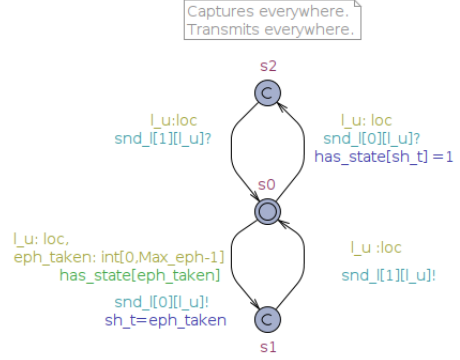 Captures everywhere.
Transmits everywhere.
s2
C
l_u:loc
snd_l[1][l_u]?
l_u: loc
snd_l[0][l_u]?
has_state[sh_t] =1
s0
l_u: loc,
eph_taken: int[0,Max_eph-1]
has_state[eph_taken]
snd_l[0][l_u]!
sh_t=eph_taken
l_u :loc
snd_l[1][l_u]!
C
s1